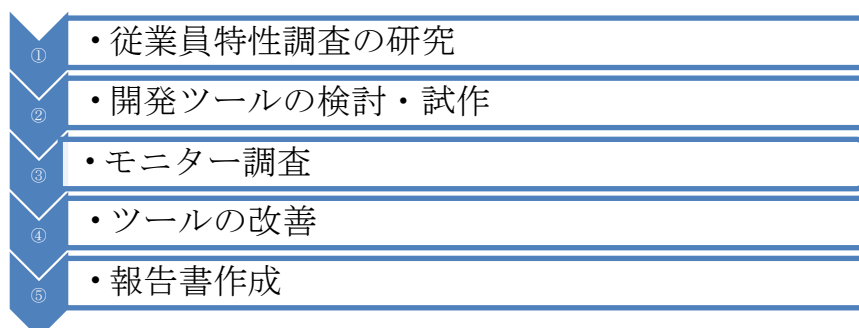 ① ・従業員特性調査の研究
② ・開発ツールの検討・試作
③ ・モニター調査
④ ・ツールの改善
⑤ ・報告書作成